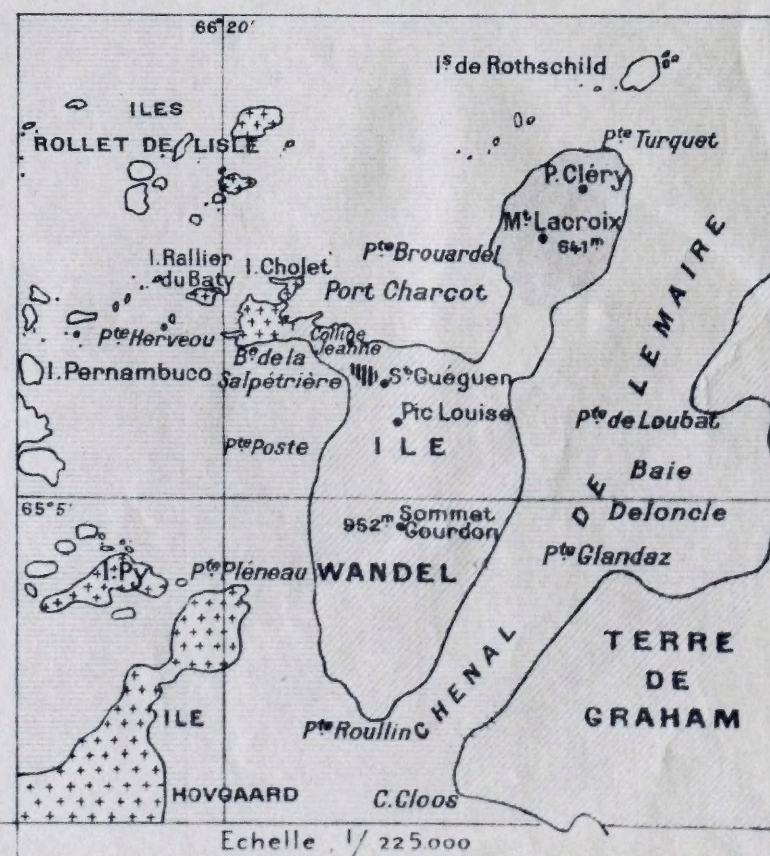 66° 20'
Iˢ de Rothschild
ILES
ROLLET DE LISLE
Pᵗᵉ Turquet
P. Cléry
Mᵗ Lacroix
641ᵐ
Pᵗᵉ Brouardel
I. Rallier
du Baty
I. Cholet
Port Charcot
Pᵗᵉ Herveou
Colline
Jeanne
Bᵉ de la
Salpétrière
I. Pernambuco
Sᵗ Guéguen
Pic Louise
Pᵗᵉ de Loubat
Pᵗᵉ Poste
ILE
WANDEL
Baie
Deloncle
65° 5'
952ᵐ Sommet
Gourdon
Pᵗᵉ Glandaz
I. Py
Pᵗᵉ Pléneau
CHENAL
DE
LEMAIRE
TERRE
DE
GRAHAM
ILE
HOVGAARD
Pᵗᵉ Roullin
C. Cloos
Echelle 1/225.000